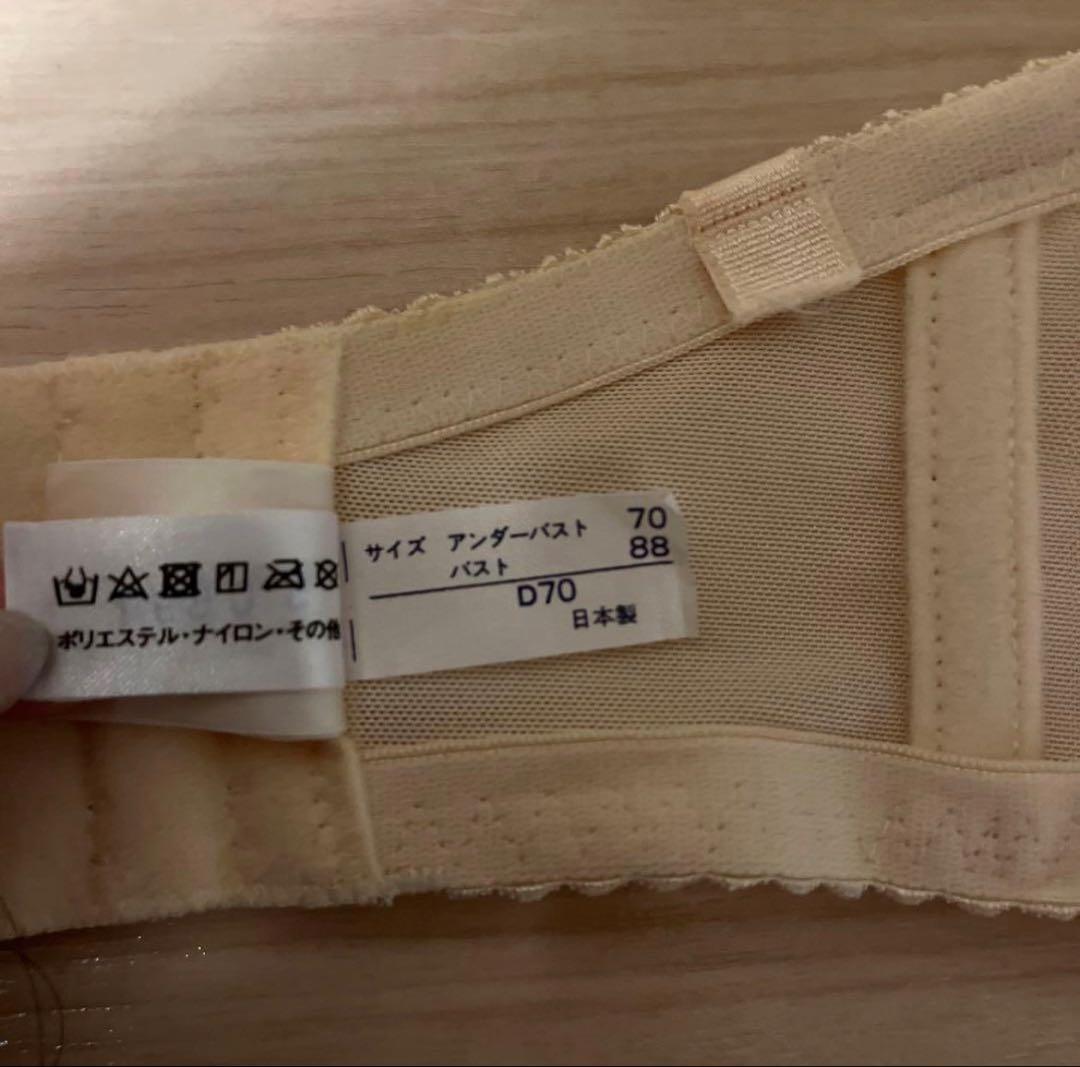 サイズ アンダーバスト 70
バスト 88
D70
日本製
ポリエステル・ナイロン・その他